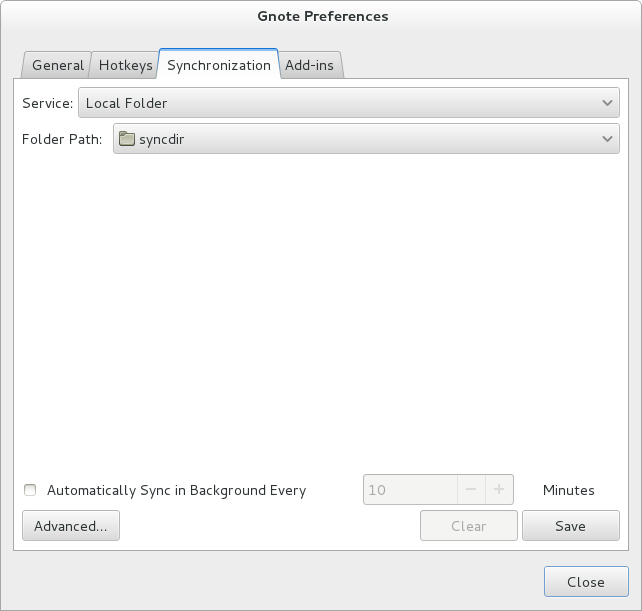 Gnote Preferences
General Hotkeys Synchronization Add-ins
Service: Local Folder
Folder Path: syncdir
Automatically Sync in Background Every 10 Minutes
Advanced... Clear Save
Close